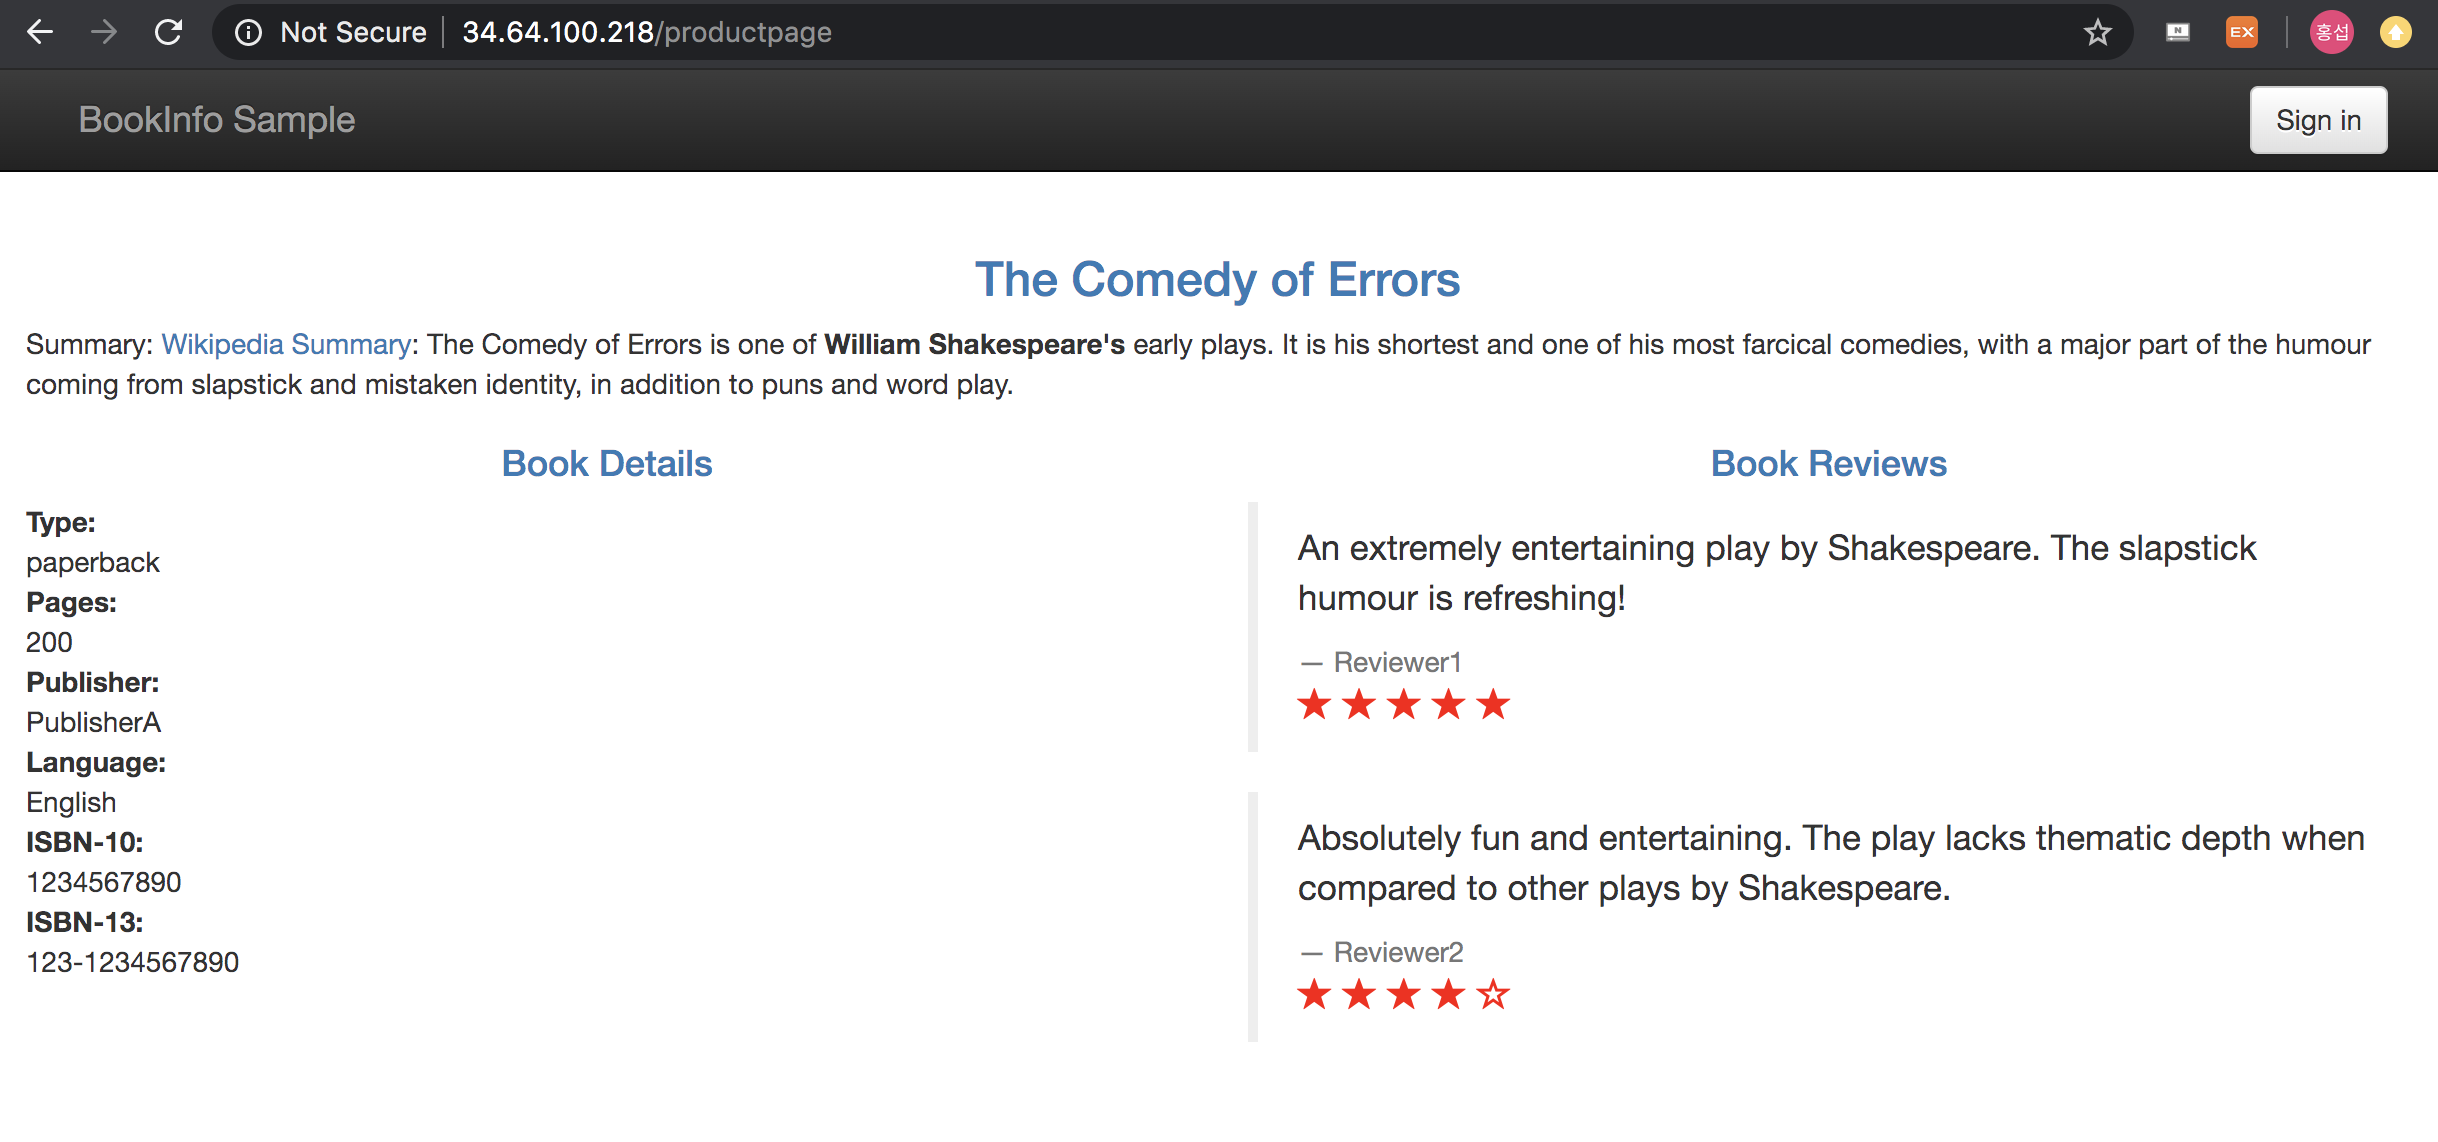 Not Secure 34.64.100.218/productpage
N
EX
홍섭
BookInfo Sample
Sign in
The Comedy of Errors
Summary: Wikipedia Summary: The Comedy of Errors is one of William Shakespeare's early plays. It is his shortest and one of his most farcical comedies, with a major part of the humour
coming from slapstick and mistaken identity, in addition to puns and word play.
Book Details
Type:
paperback
Pages:
200
Publisher:
PublisherA
Language:
English
ISBN-10:
1234567890
ISBN-13:
123-1234567890
Book Reviews
An extremely entertaining play by Shakespeare. The slapstick
humour is refreshing!
— Reviewer1
★★★★★
Absolutely fun and entertaining. The play lacks thematic depth when
compared to other plays by Shakespeare.
— Reviewer2
★★★★☆